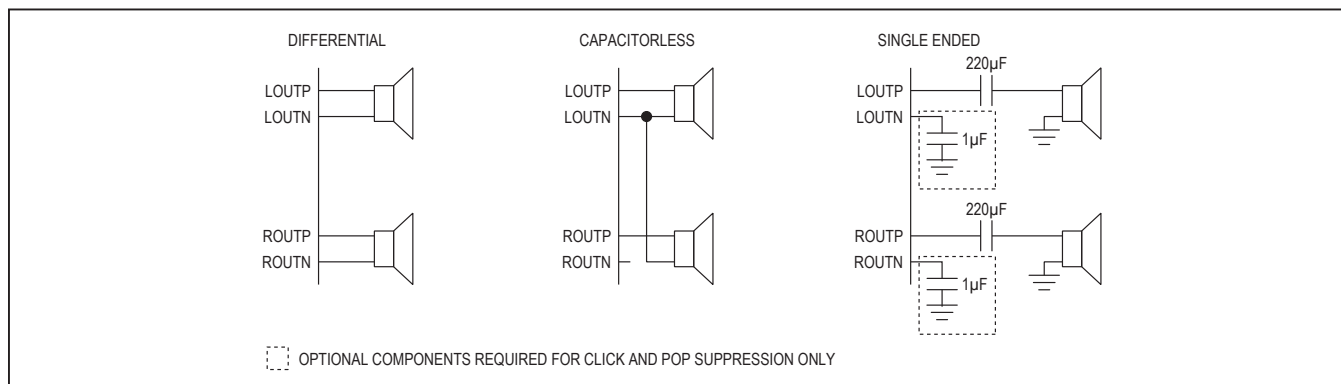 DIFFERENTIAL
LOUTP
LOUTN
ROUTP
ROUTN
CAPACITORLESS
LOUTP
LOUTN
ROUTP
ROUTN
SINGLE ENDED
220µF
LOUTP
LOUTN
1µF
220µF
ROUTP
ROUTN
1µF
OPTIONAL COMPONENTS REQUIRED FOR CLICK AND POP SUPPRESSION ONLY